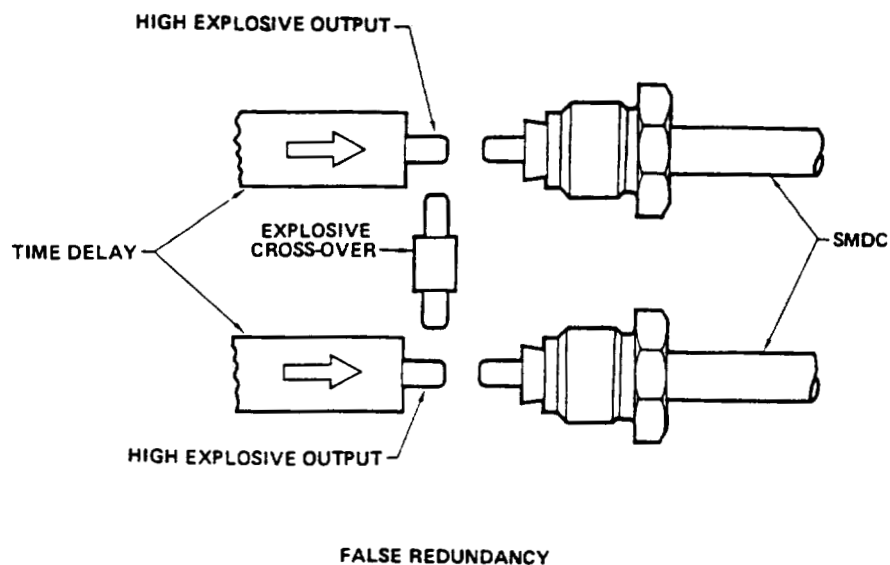 HIGH EXPLOSIVE OUTPUT
TIME DELAY
EXPLOSIVE
CROSS-OVER
SMDC
HIGH EXPLOSIVE OUTPUT
FALSE REDUNDANCY